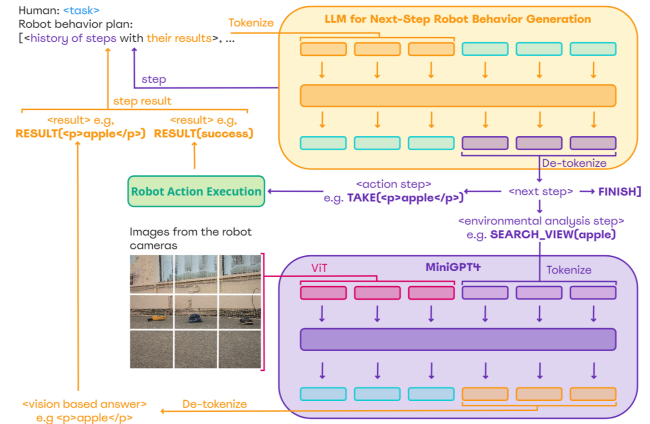 Human: <task>
Robot behavior plan:
[<history of steps with their results>, ...
Tokenize
LLM for Next-Step Robot Behavior Generation
step
step result
<result> e.g,
RESULT(<p>apple</p>)
<result> e.g,
RESULT(success)
De-tokenize
Robot Action Execution
<action step>
e.g. TAKE(<p>apple</p>)
<next step>
FINISH]
<environmental analysis step>
e.g. SEARCH_VIEW(apple)
Images from the robot
cameras
ViT
MiniGPT4
Tokenize
<vision based answer>
e.g <p>apple</p>
De-tokenize